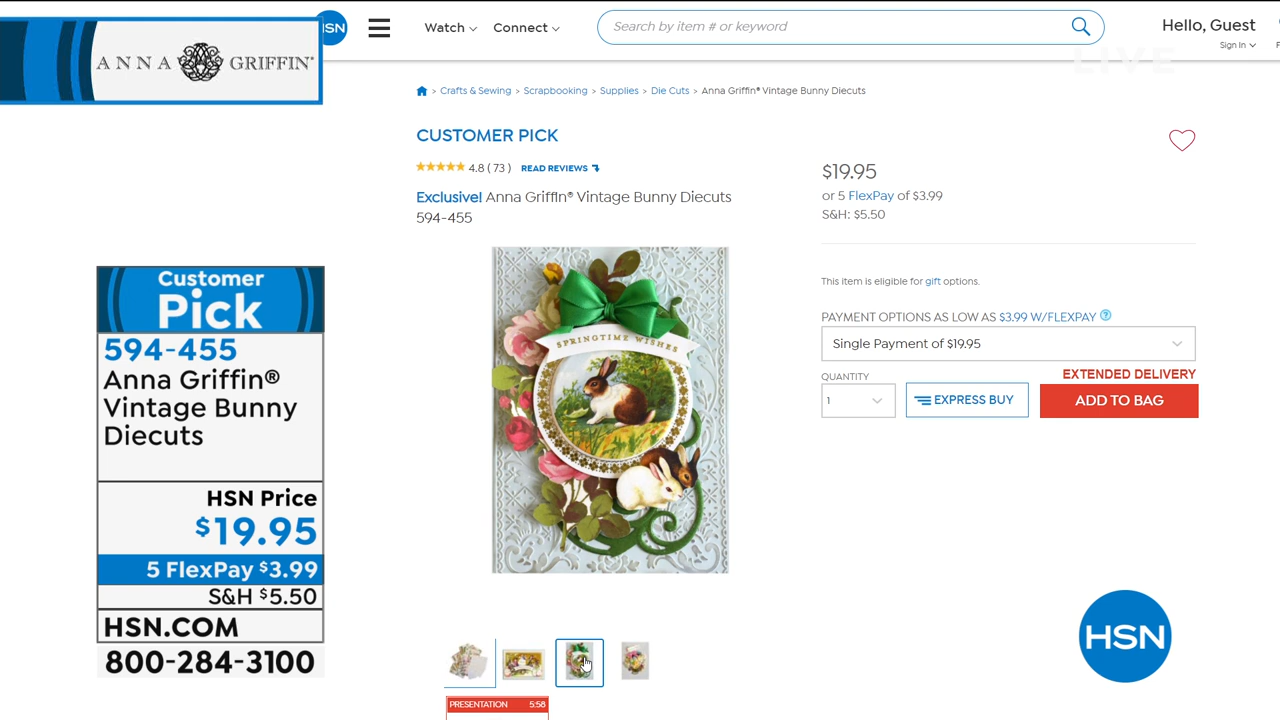 ANNA GRIFFIN®
HSN
Watch
Connect
Search by item # or keyword
Hello, Guest
Sign In
LIVE
> Crafts & Sewing > Scrapbooking > Supplies > Die Cuts > Anna Griffin® Vintage Bunny Diecuts
CUSTOMER PICK
4.8 ( 73 ) READ REVIEWS
Exclusive! Anna Griffin® Vintage Bunny Diecuts
594-455
$19.95
or 5 FlexPay of $3.99
S&H: $5.50
This item is eligible for gift options.
PAYMENT OPTIONS AS LOW AS $3.99 W/FLEXPAY ?
Single Payment of $19.95
QUANTITY
1
EXPRESS BUY
EXTENDED DELIVERY
ADD TO BAG
SPRINGTIME WISHES
Customer
Pick
594-455
Anna Griffin®
Vintage Bunny
Diecuts
HSN Price
$19.95
5 FlexPay $3.99
S&H $5.50
HSN.COM
800-284-3100
HSN
PRESENTATION 5:58